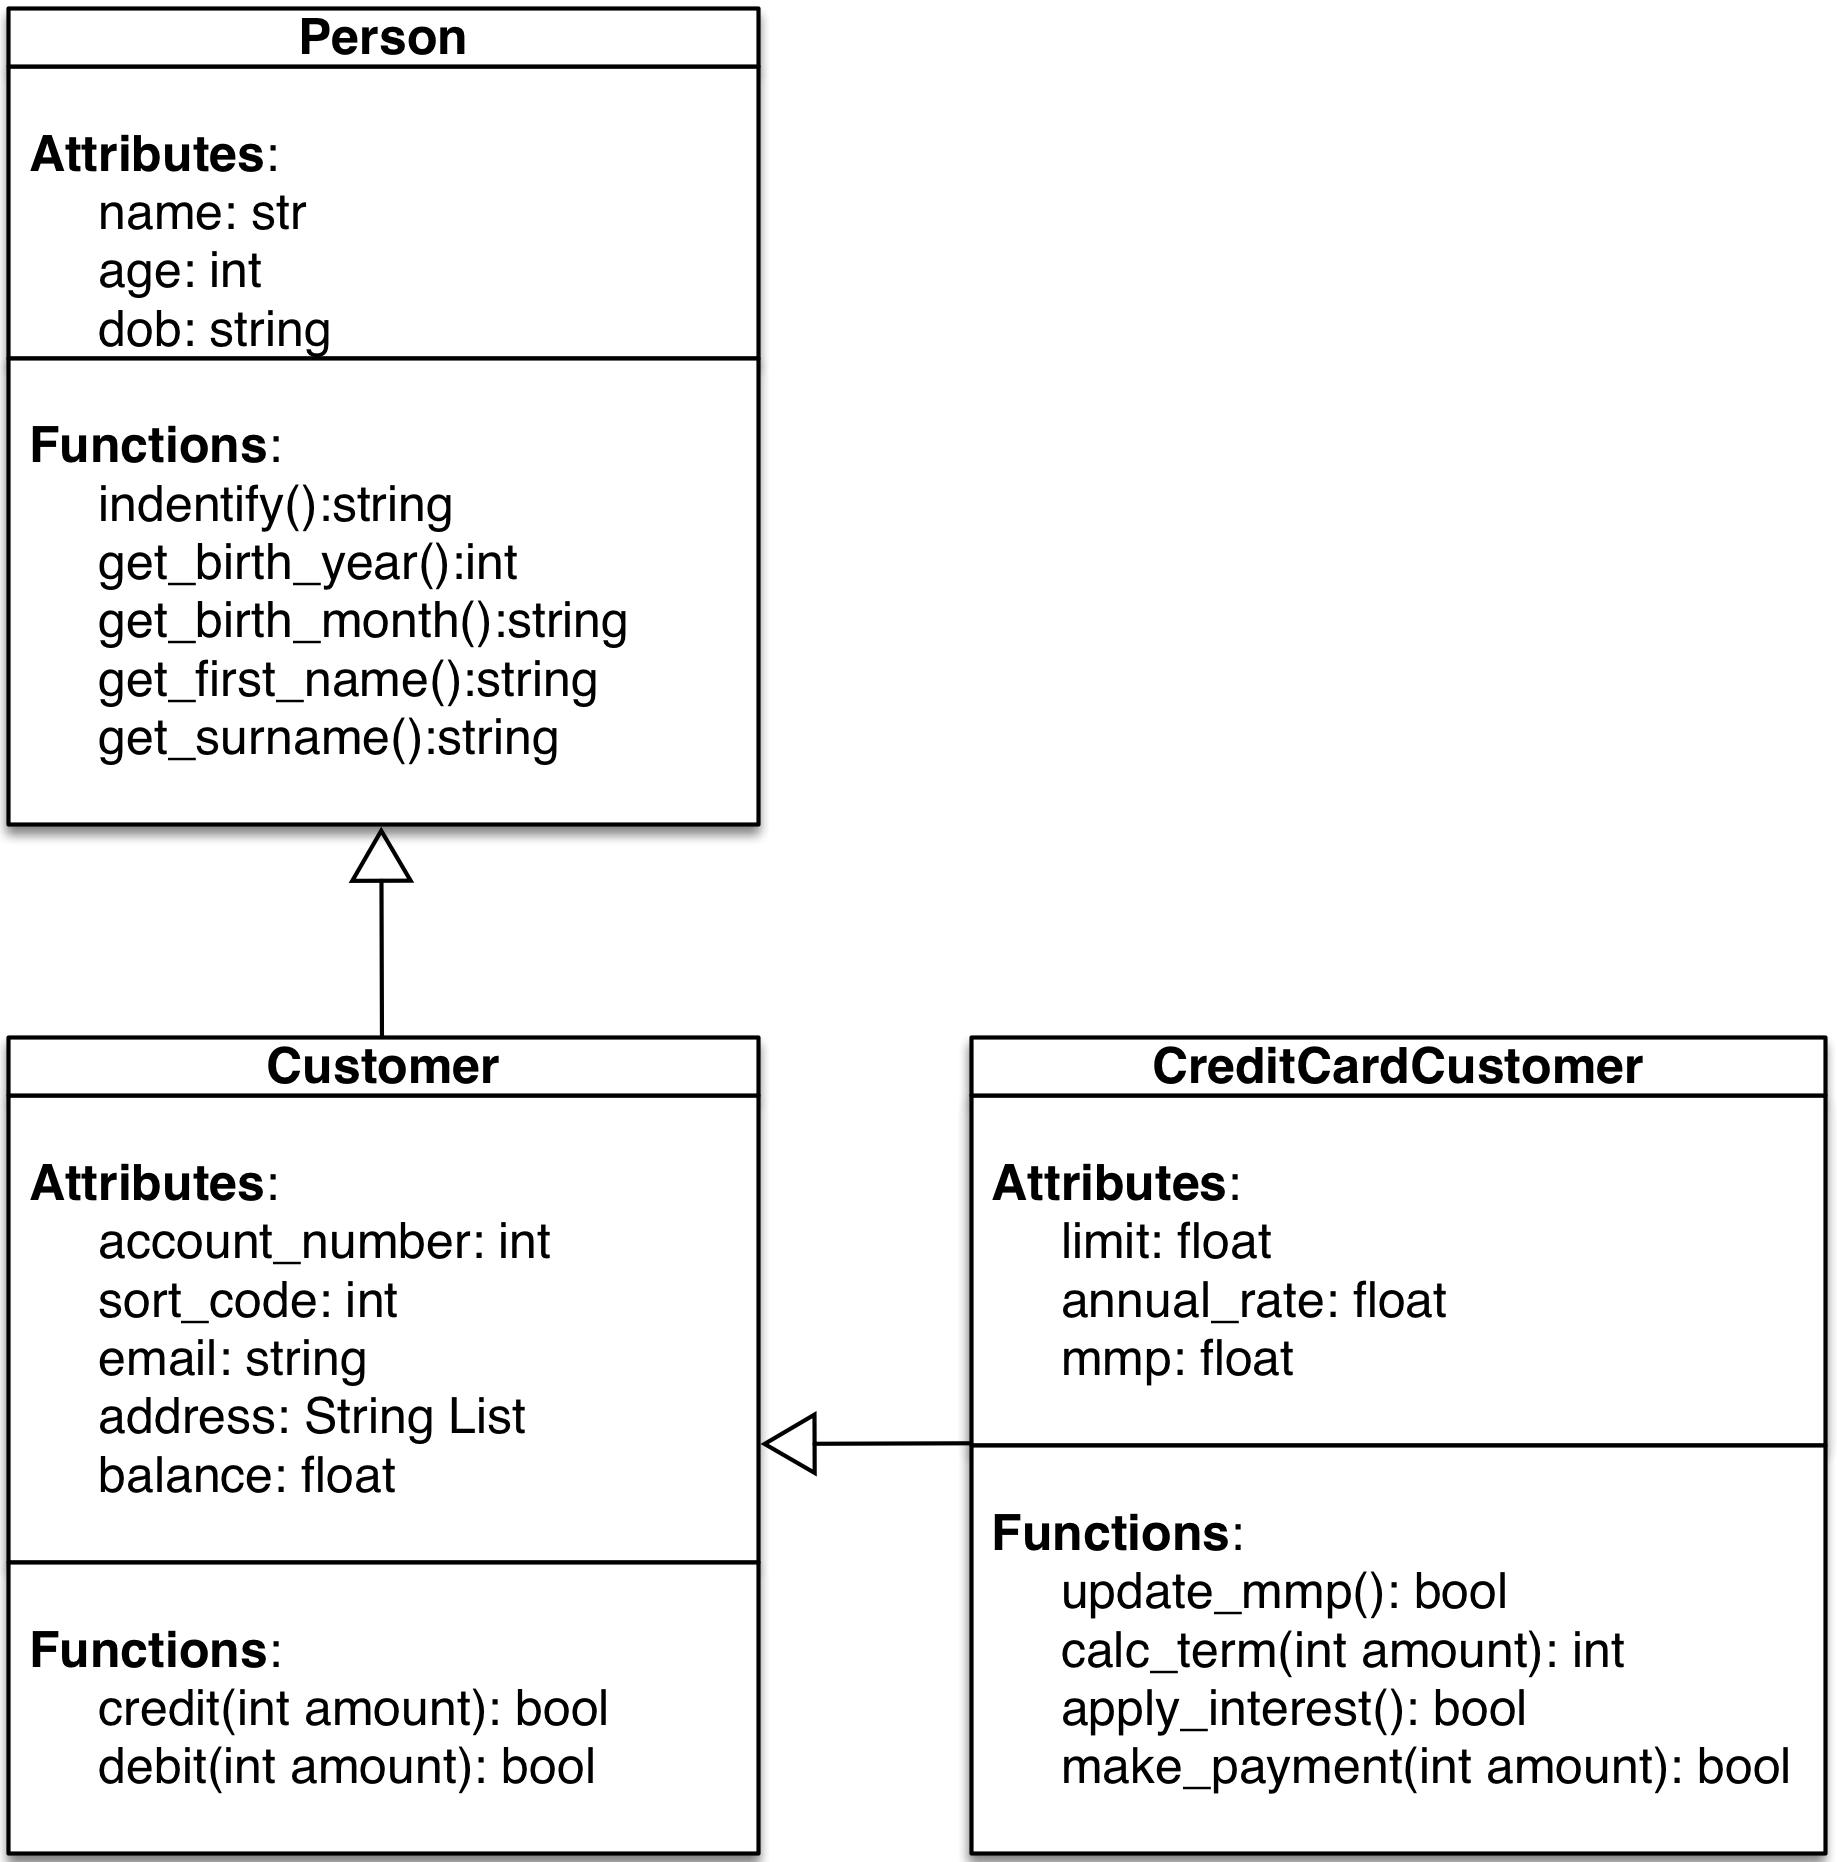 Person
Attributes:
name: str
age: int
dob: string
Functions:
indentify():string
get_birth_year():int
get_birth_month():string
get_first_name():string
get_surname():string
Customer
Attributes:
account_number: int
sort_code: int
email: string
address: String List
balance: float
Functions:
credit(int amount): bool
debit(int amount): bool
CreditCardCustomer
Attributes:
limit: float
annual_rate: float
mmp: float
Functions:
update_mmp(): bool
calc_term(int amount): int
apply_interest(): bool
make_payment(int amount): bool